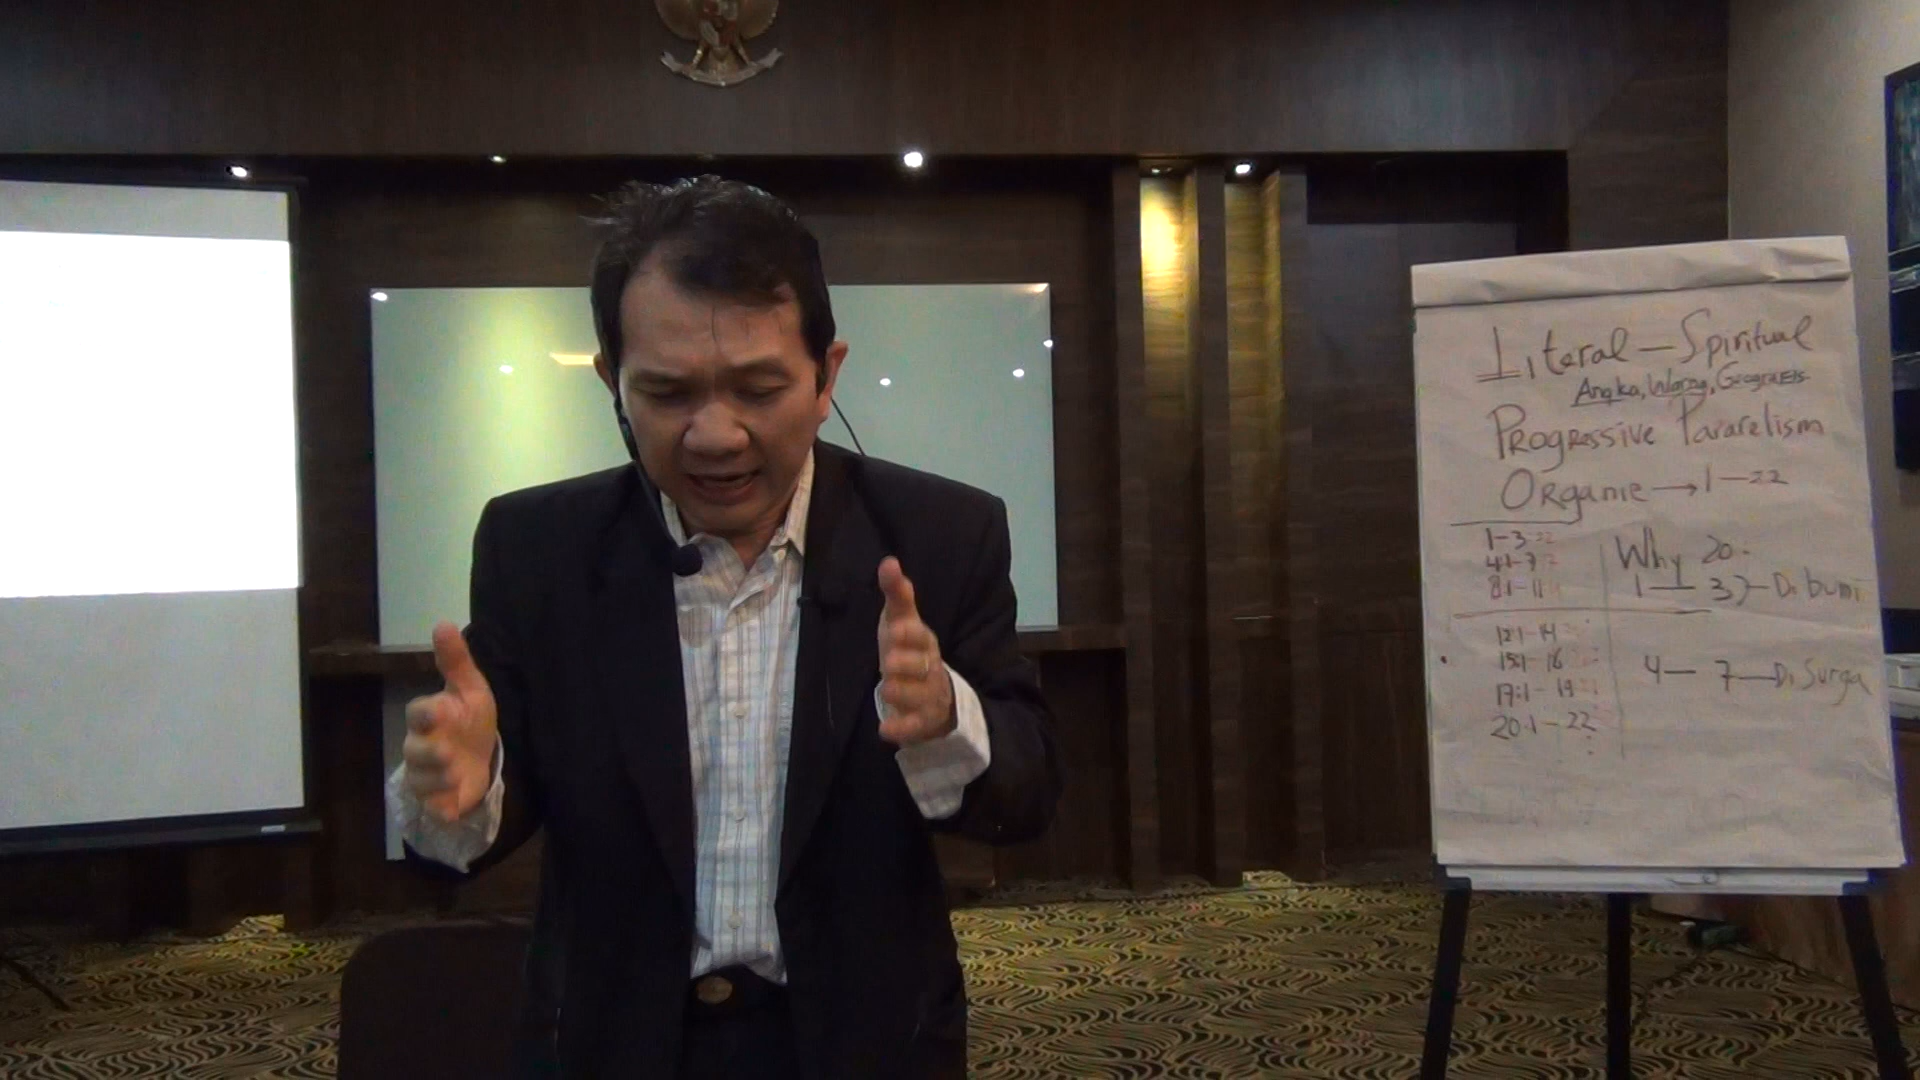 Literal — Spiritual
Angka, Warna, Geografis
Progressive Pararelism
Organic → 1 — 22
1 – 3
4:1 – 7
8:1 – 11
12:1 – 14
15:1 – 16
17:1 – 19
20:1 – 22
Why 20:
1 — 3 — Di bumi
4 — 7 — Di Surga